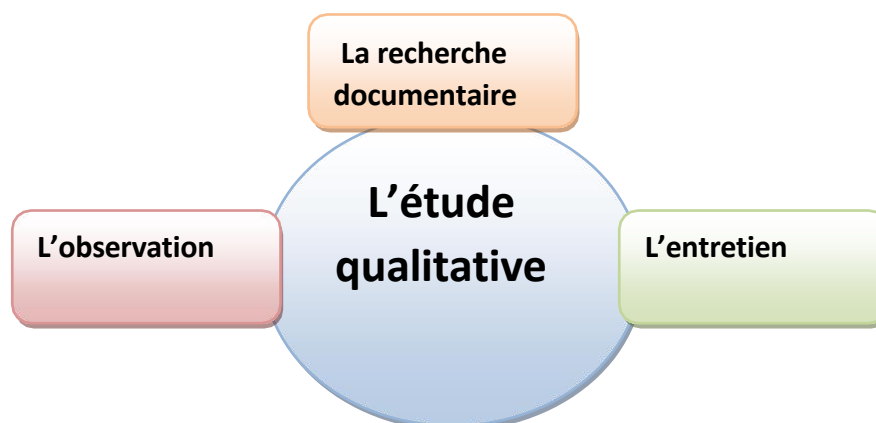 La recherche
documentaire
L’étude
qualitative
L’observation
L’entretien